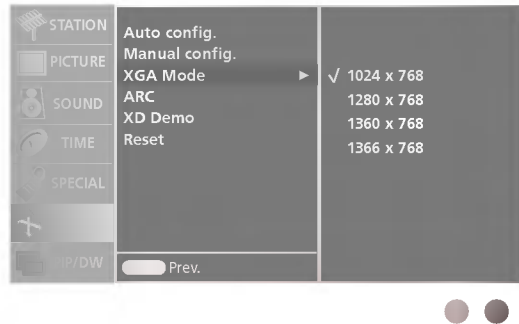 STATION
PICTURE
SOUND
TIME
SPECIAL
PIP/DW
Auto config.
Manual config.
XGA Mode ►
ARC
XD Demo
Reset
Prev.
√ 1024 x 768
1280 x 768
1360 x 768
1366 x 768